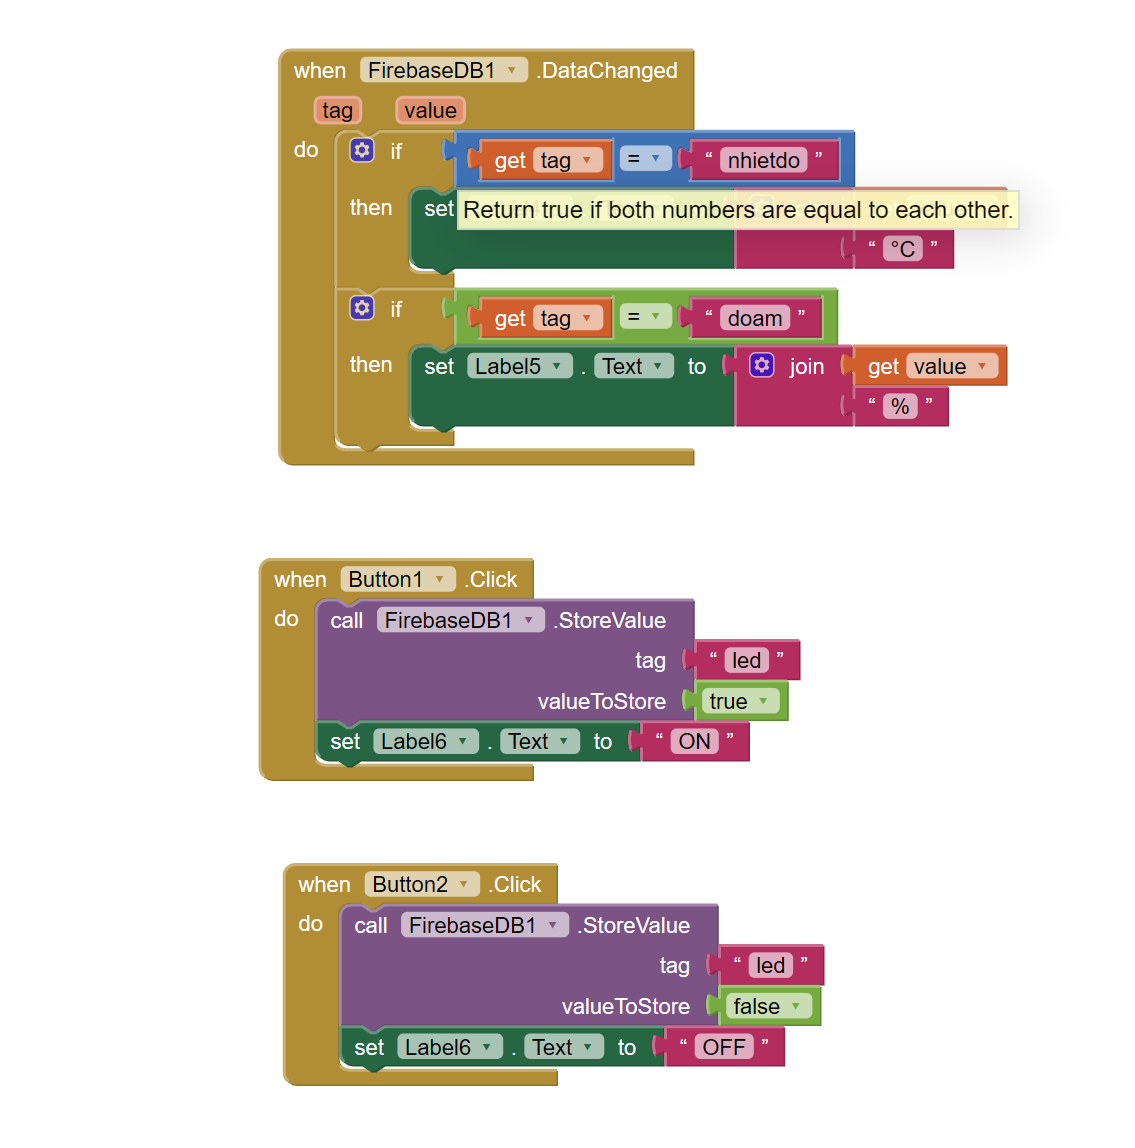 when FirebaseDB1 .DataChanged
tag value
do if get tag = “ nhietdo ”
then set Return true if both numbers are equal to each other.
“ °C ”
if get tag = “ doam ”
then set Label5 . Text to join get value
“ % ”
when Button1 .Click
do call FirebaseDB1 .StoreValue
tag “ led ”
valueToStore true
set Label6 . Text to “ ON ”
when Button2 .Click
do call FirebaseDB1 .StoreValue
tag “ led ”
valueToStore false
set Label6 . Text to “ OFF ”